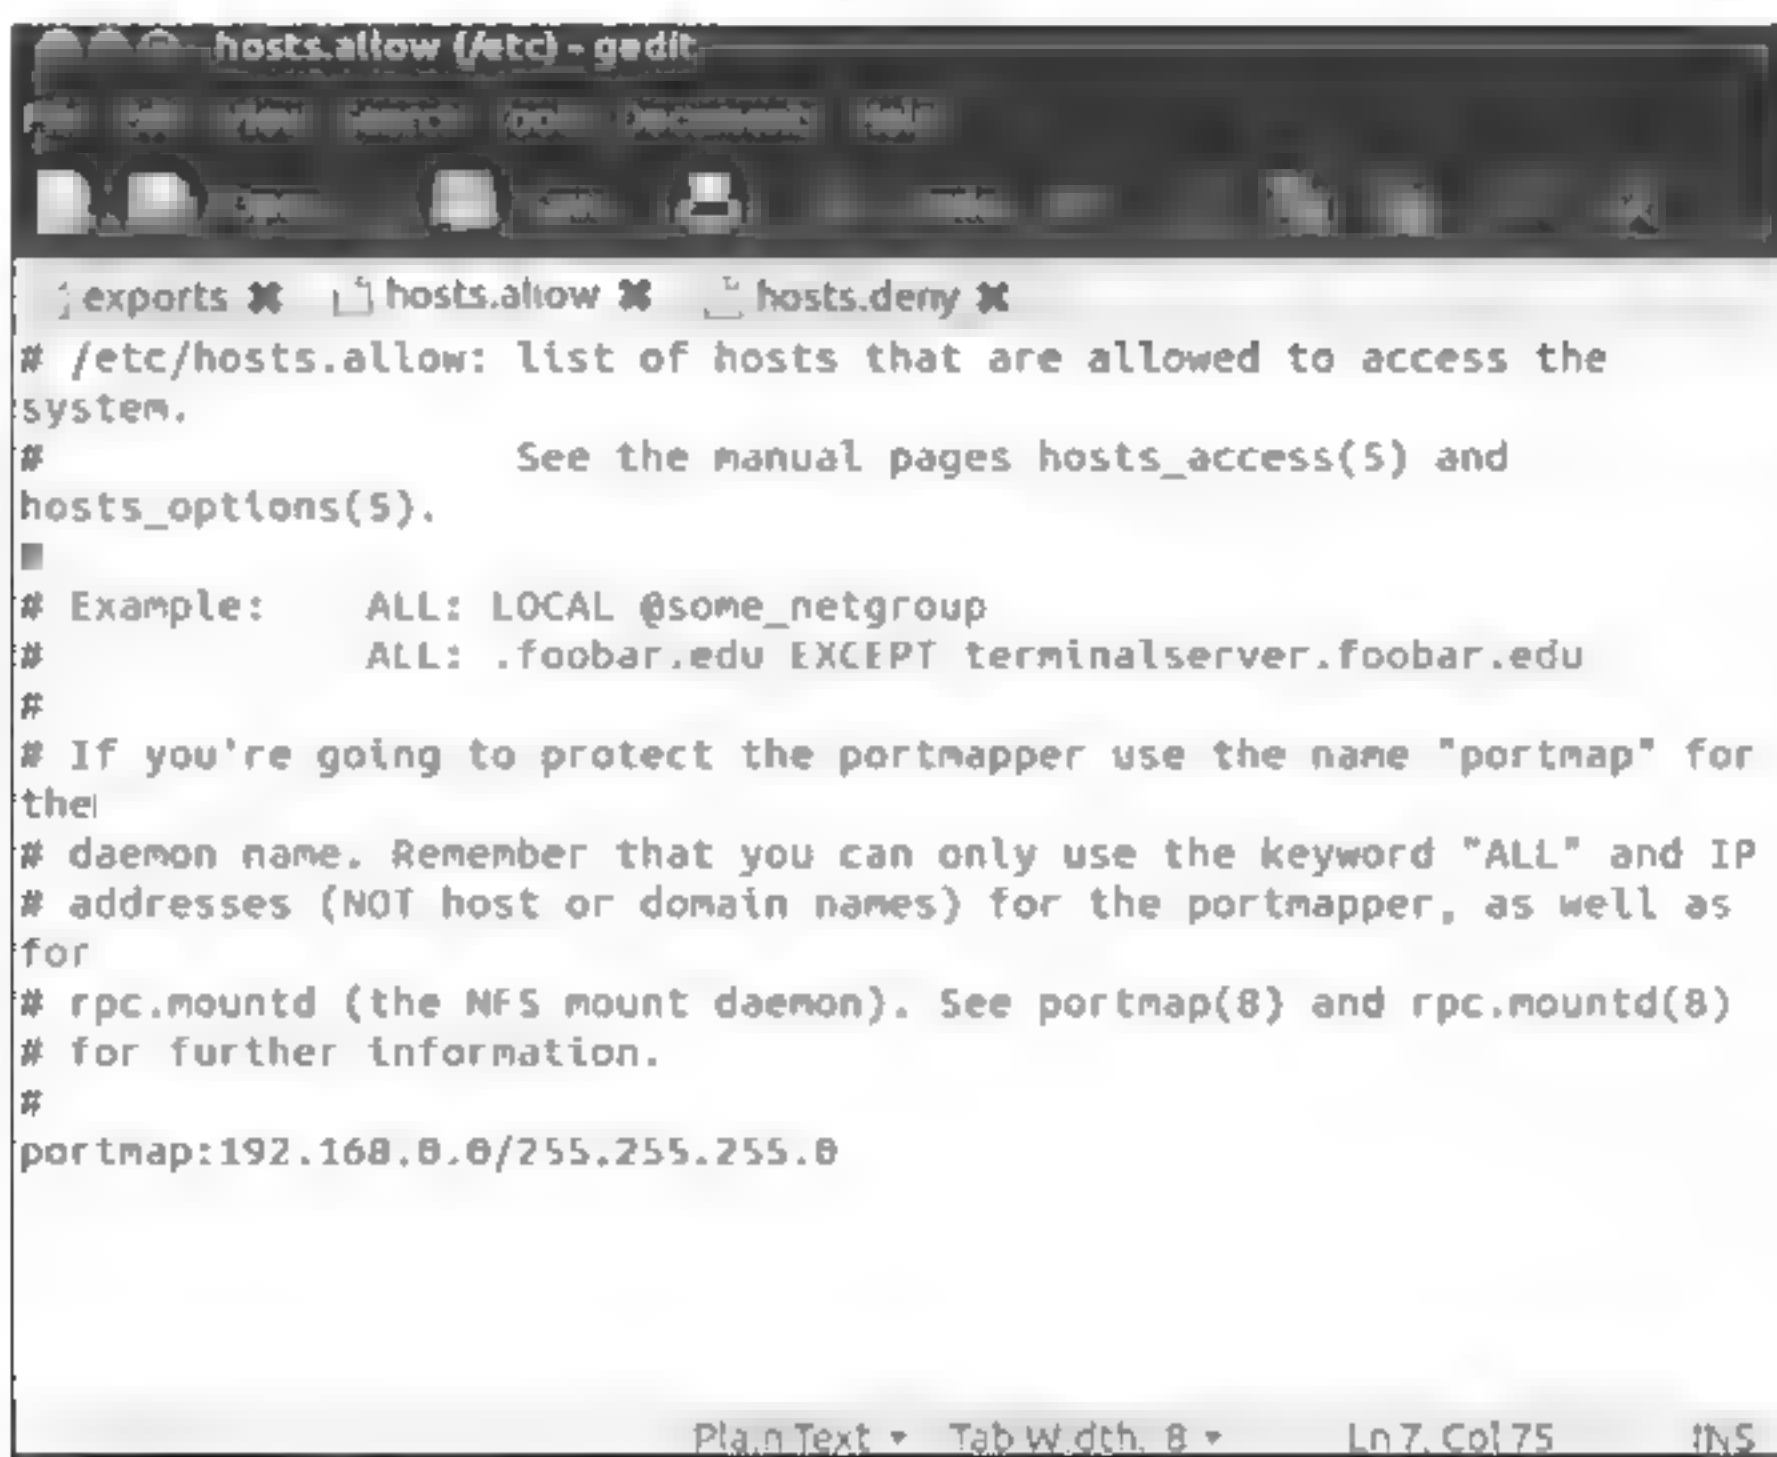 hosts.allow (/etc) - gedit
exports hosts.allow hosts.deny
# /etc/hosts.allow: list of hosts that are allowed to access the
system.
# See the manual pages hosts_access(5) and
hosts_options(5).
#
# Example: ALL: LOCAL @some_netgroup
# ALL: .foobar.edu EXCEPT terminalserver.foobar.edu
#
# If you're going to protect the portmapper use the name "portmap" for
the
# daemon name. Remember that you can only use the keyword "ALL" and IP
# addresses (NOT host or domain names) for the portmapper, as well as
for
# rpc.mountd (the NFS mount daemon). See portmap(8) and rpc.mountd(8)
# for further information.
#
portmap:192.168.0.0/255.255.255.0
Plain Text Tab Width: 8 Ln 7, Col 75 INS